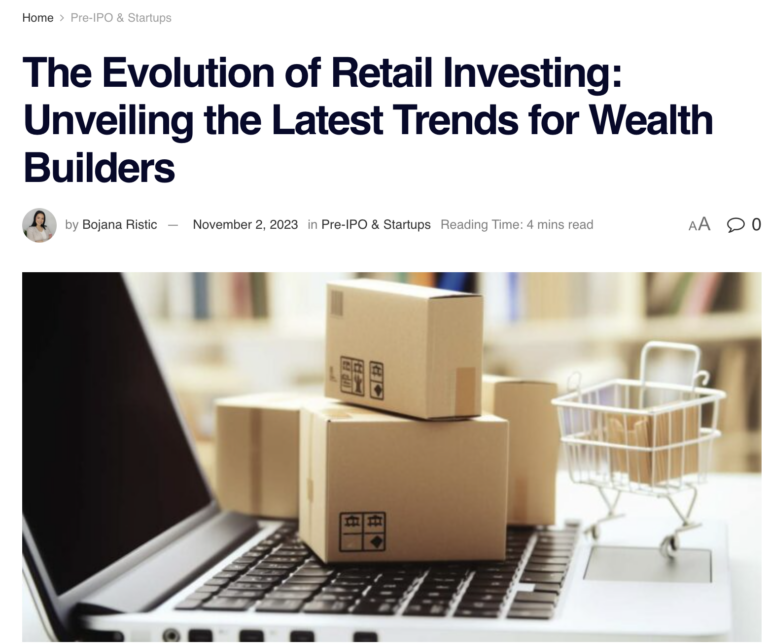 Home > Pre-IPO & Startups
The Evolution of Retail Investing:
Unveiling the Latest Trends for Wealth
Builders
by Bojana Ristic — November 2, 2023 in Pre-IPO & Startups Reading Time: 4 mins read AA 0